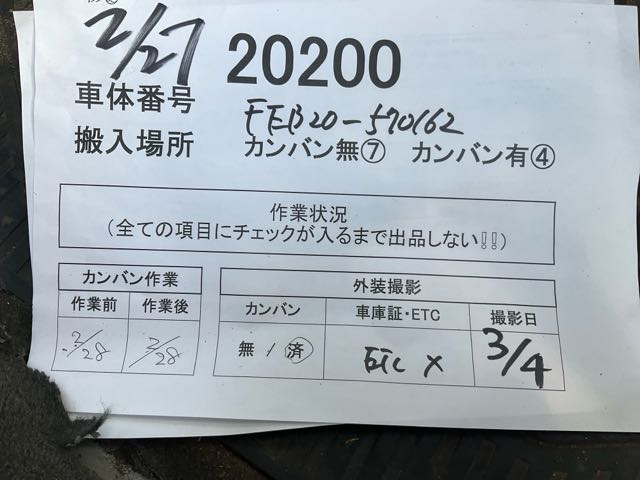 2/27 20200
車体番号 FEB20-570162
搬入場所 カンバン無⑦ カンバン有④
作業状況
(全ての項目にチェックが入るまで出品しない!!)
カンバン作業 外装撮影
作業前 作業後 カンバン 車庫証・ETC 撮影日
2/28 2/28 無 / 済 ETC × 3/4